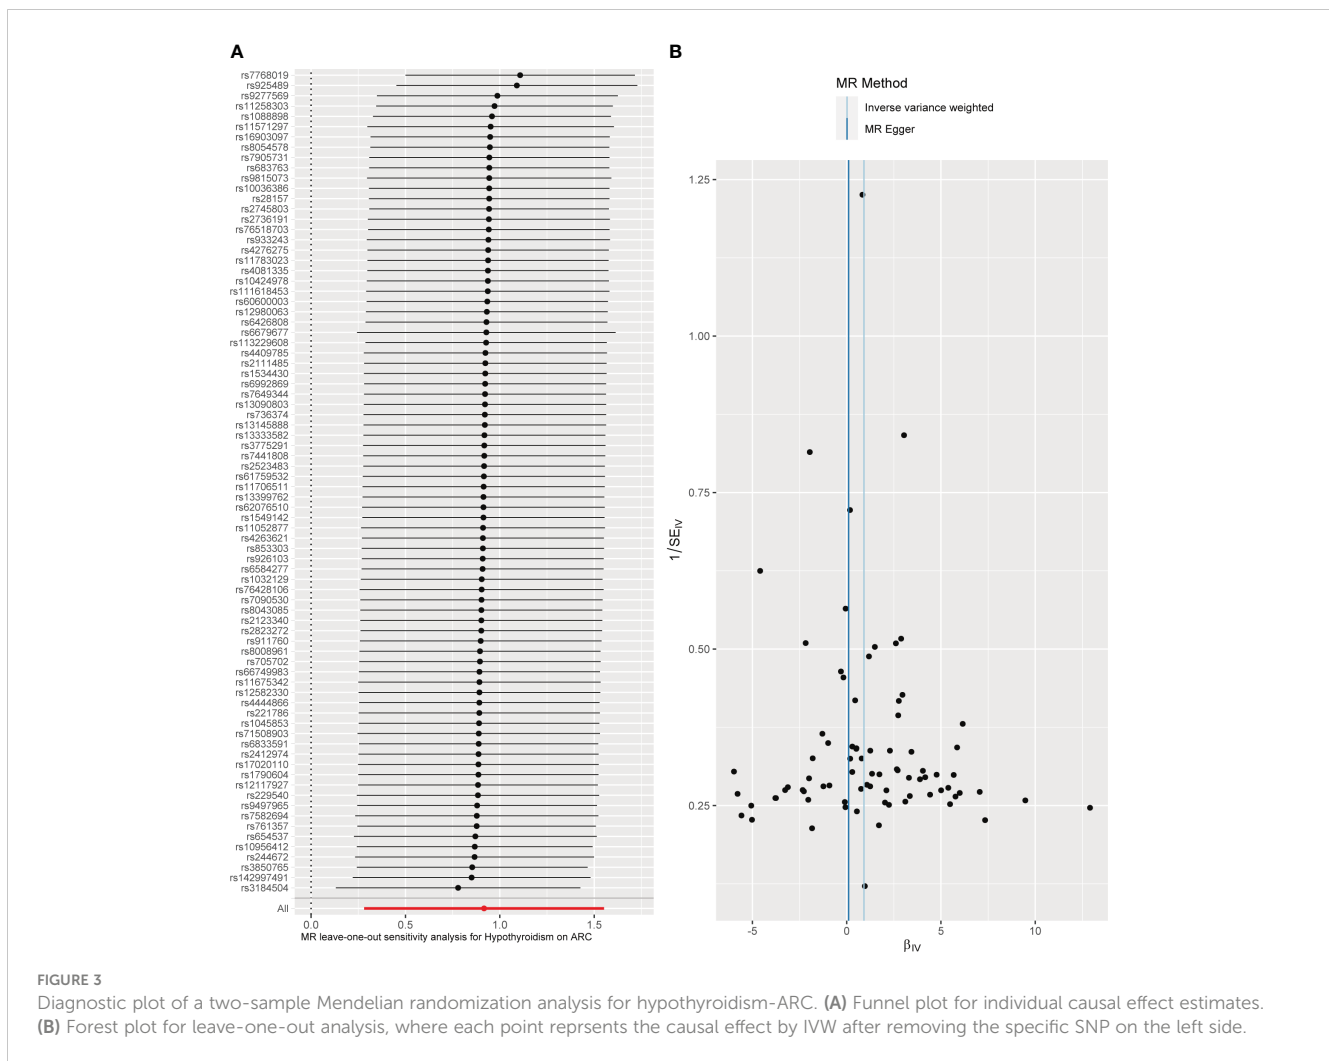 A
rs7768019
rs925489
rs9277569
rs11258303
rs1088898
rs11571297
rs16903097
rs8054578
rs7905731
rs683763
rs9815073
rs10036386
rs28157
rs2745803
rs2736191
rs76518703
rs933243
rs4276275
rs11783023
rs4081335
rs10424978
rs111618453
rs60600003
rs12980063
rs6426808
rs6679677
rs113229608
rs4409785
rs2111485
rs1534430
rs6992869
rs7649344
rs13090803
rs736374
rs13145888
rs13333582
rs3775291
rs7441808
rs2523483
rs61759532
rs11706511
rs13399762
rs62076510
rs1549142
rs11052877
rs4263621
rs853303
rs926103
rs6584277
rs1032129
rs76428106
rs7090530
rs8043085
rs2123340
rs2823272
rs911760
rs8008961
rs705702
rs66749983
rs11675342
rs12582330
rs4444866
rs221786
rs1045853
rs71508903
rs6833591
rs2412974
rs17020110
rs1790604
rs12117927
rs229540
rs9497965
rs7582694
rs761357
rs654537
rs10956412
rs244672
rs3850765
rs142997491
rs3184504
All
0.0 0.5 1.0 1.5
MR leave-one-out sensitivity analysis for Hypothyroidism on ARC
B
MR Method
Inverse variance weighted
MR Egger
1.25
1.00
0.75
0.50
0.25
1/SE_IV
-5 0 5 10
β_IV
FIGURE 3
Diagnostic plot of a two-sample Mendelian randomization analysis for hypothyroidism-ARC. (A) Funnel plot for individual causal effect estimates.
(B) Forest plot for leave-one-out analysis, where each point reprsents the causal effect by IVW after removing the specific SNP on the left side.